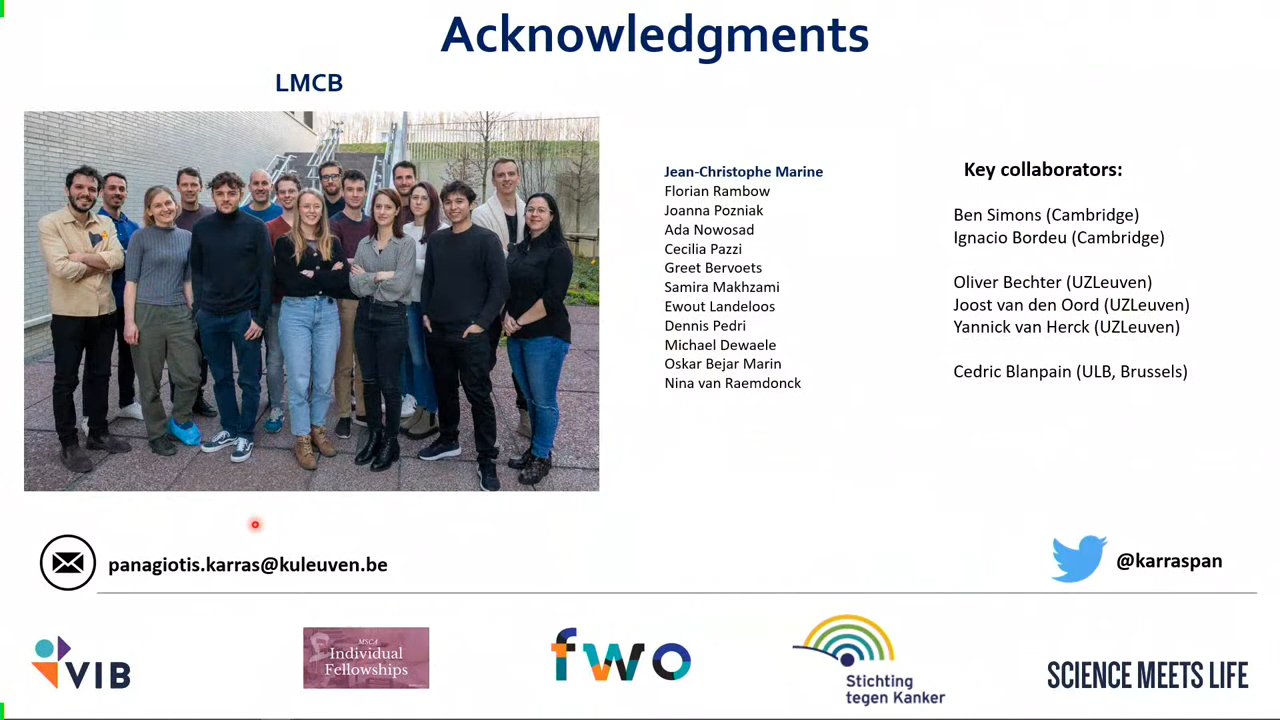 Acknowledgments
LMCB
Jean-Christophe Marine
Florian Rambow
Joanna Pozniak
Ada Nowosad
Cecilia Pazzi
Greet Bervoets
Samira Makhzami
Ewout Landeloos
Dennis Pedri
Michael Dewaele
Oskar Bejar Marin
Nina van Raemdonck
Key collaborators:
Ben Simons (Cambridge)
Ignacio Bordeu (Cambridge)
Oliver Bechter (UZLeuven)
Joost van den Oord (UZLeuven)
Yannick van Herck (UZLeuven)
Cedric Blanpain (ULB, Brussels)
panagiotis.karras@kuleuven.be
@karraspan
VIB
MSCA
Individual
Fellowships
fwo
Stichting
tegen Kanker
SCIENCE MEETS LIFE